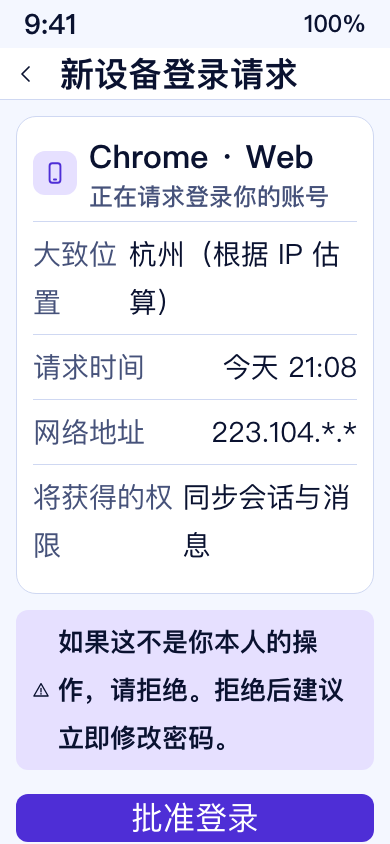 9:41
100%
新设备登录请求
Chrome · Web
正在请求登录你的账号
大致位置
杭州（根据 IP 估算）
请求时间
今天 21:08
网络地址
223.104.*.*
将获得的权限
同步会话与消息
如果这不是你本人的操
作，请拒绝。拒绝后建议
立即修改密码。
批准登录